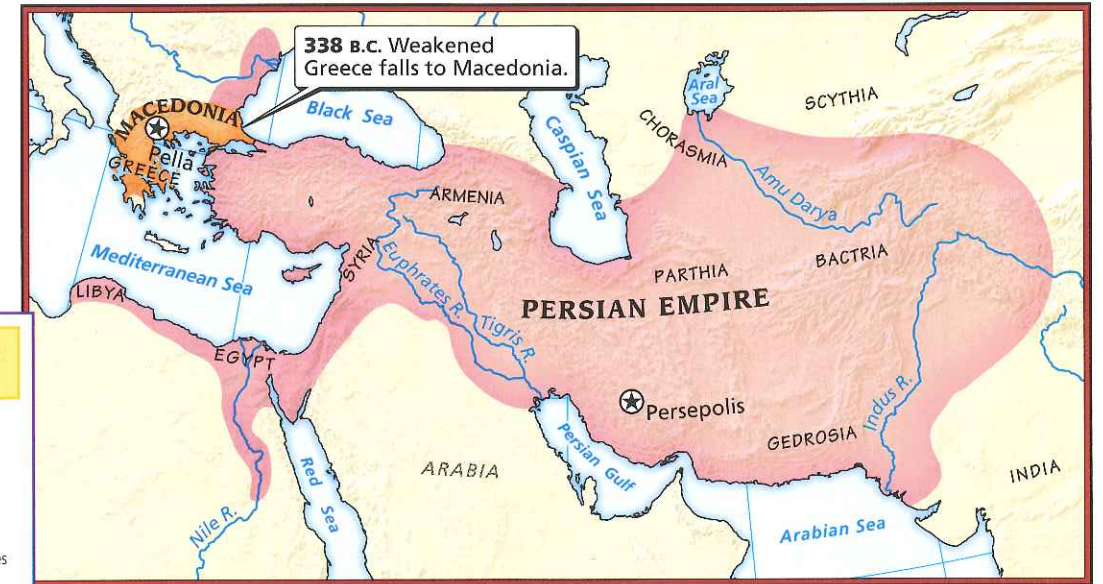 338 B.C. Weakened
Greece falls to Macedonia.
MACEDONIA
Pella
GREECE
Black Sea
Caspian Sea
Aral
Sea
SCYTHIA
CHORASMIA
Amu Darya
ARMENIA
Mediterranean Sea
SYRIA
Euphrates R.
Tigris R.
PARTHIA
BACTRIA
PERSIAN EMPIRE
LIBYA
EGYPT
Persepolis
Indus R.
GEDROSIA
INDIA
ARABIA
Persian Gulf
Red Sea
Nile R.
Arabian Sea